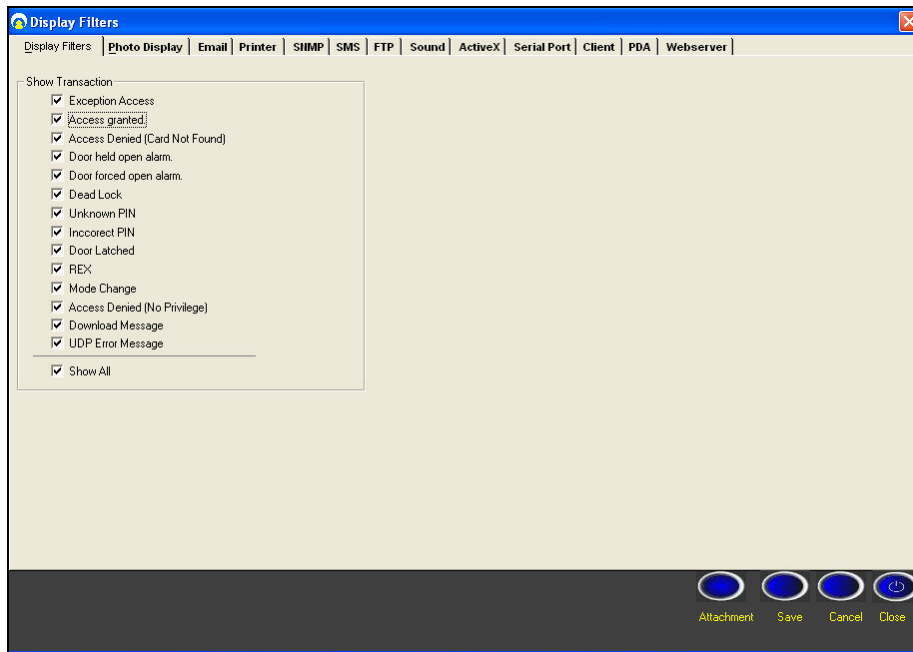 Display Filters
Display Filters Photo Display Email Printer SNMP SMS FTP Sound ActiveX Serial Port Client PDA Webserver
Show Transaction
Exception Access
Access granted.
Access Denied (Card Not Found)
Door held open alarm.
Door forced open alarm.
Dead Lock
Unknown PIN
Inccorect PIN
Door Latched
REX
Mode Change
Access Denied (No Privilege)
Download Message
UDP Error Message
Show All
Attachment Save Cancel Close